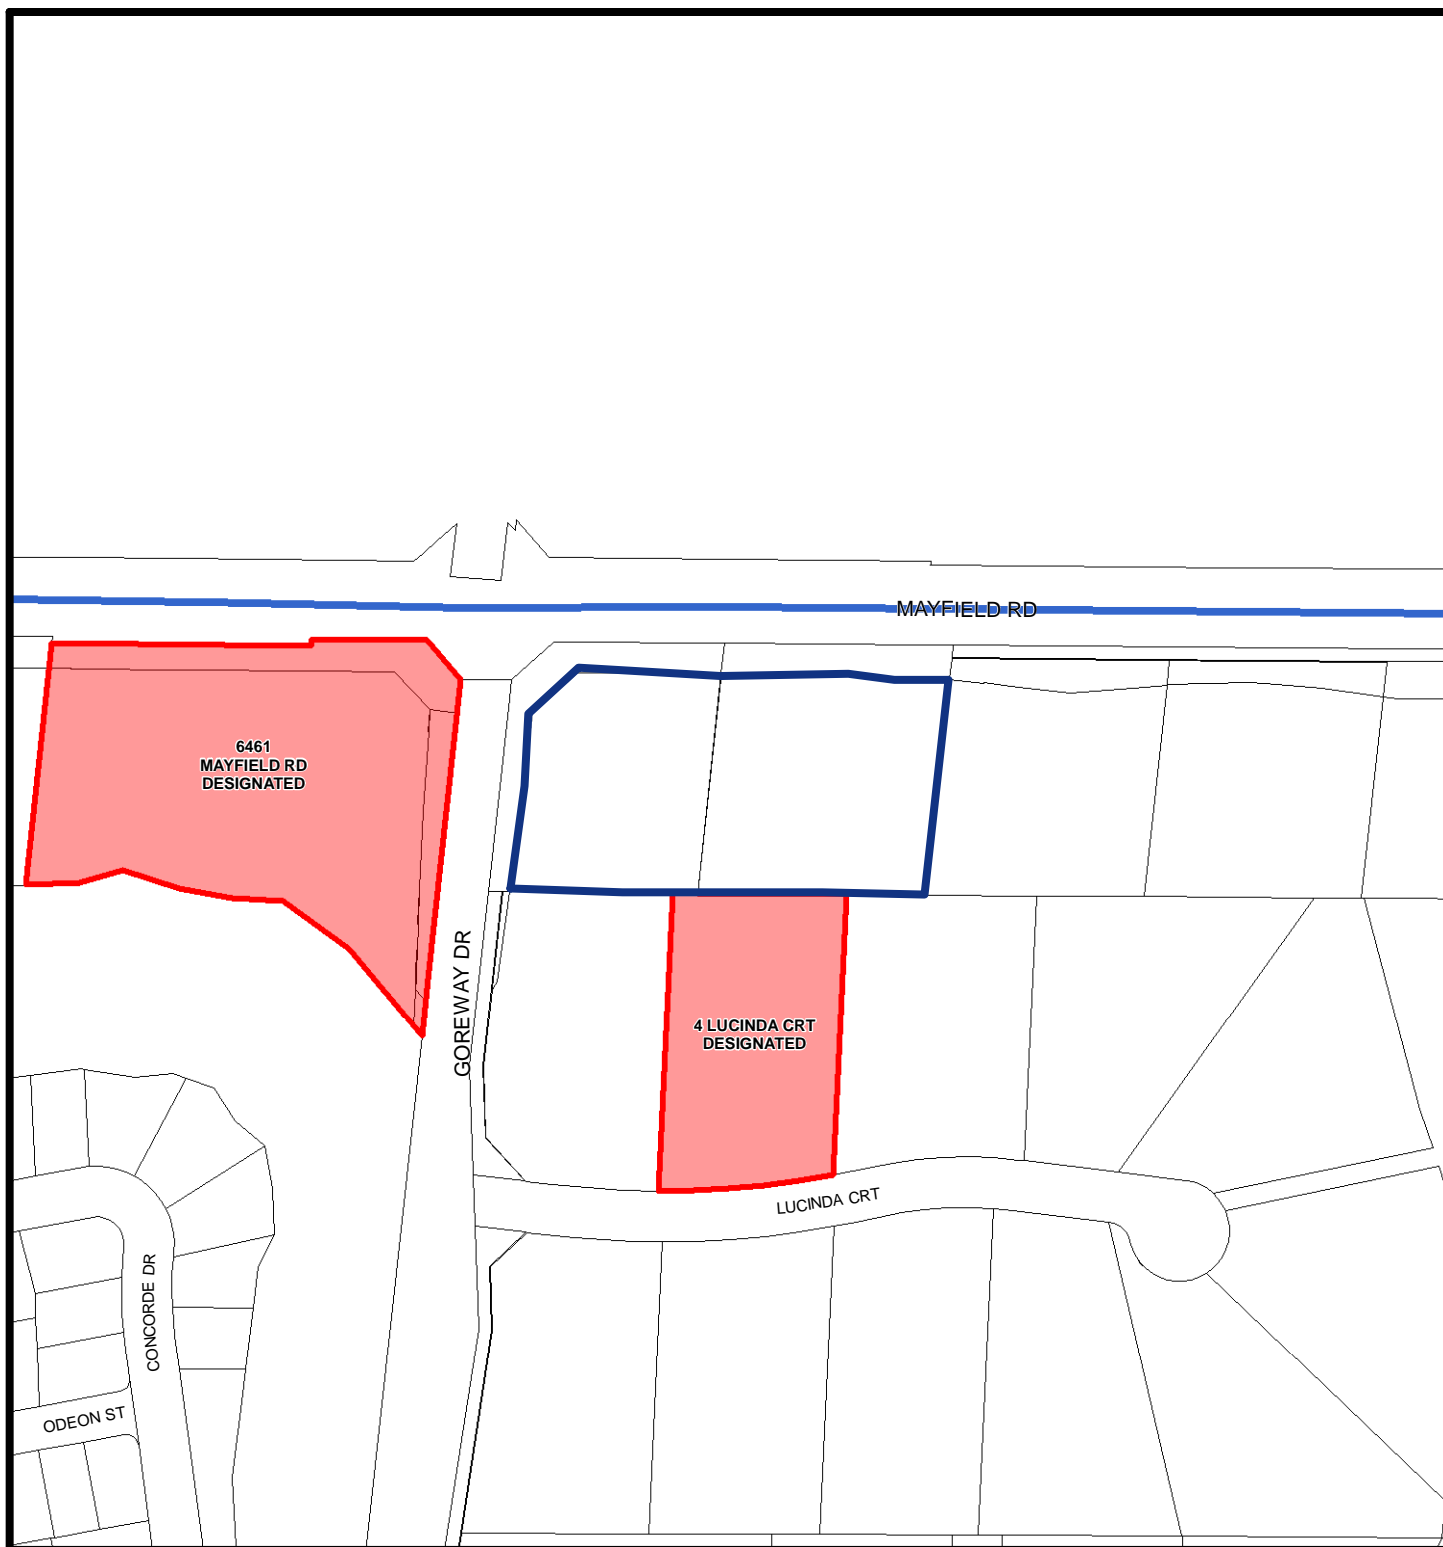 MAYFIELD RD
6461
MAYFIELD RD
DESIGNATED
GOREWAY DR
4 LUCINDA CRT
DESIGNATED
LUCINDA CRT
CONCORDE DR
ODEON ST